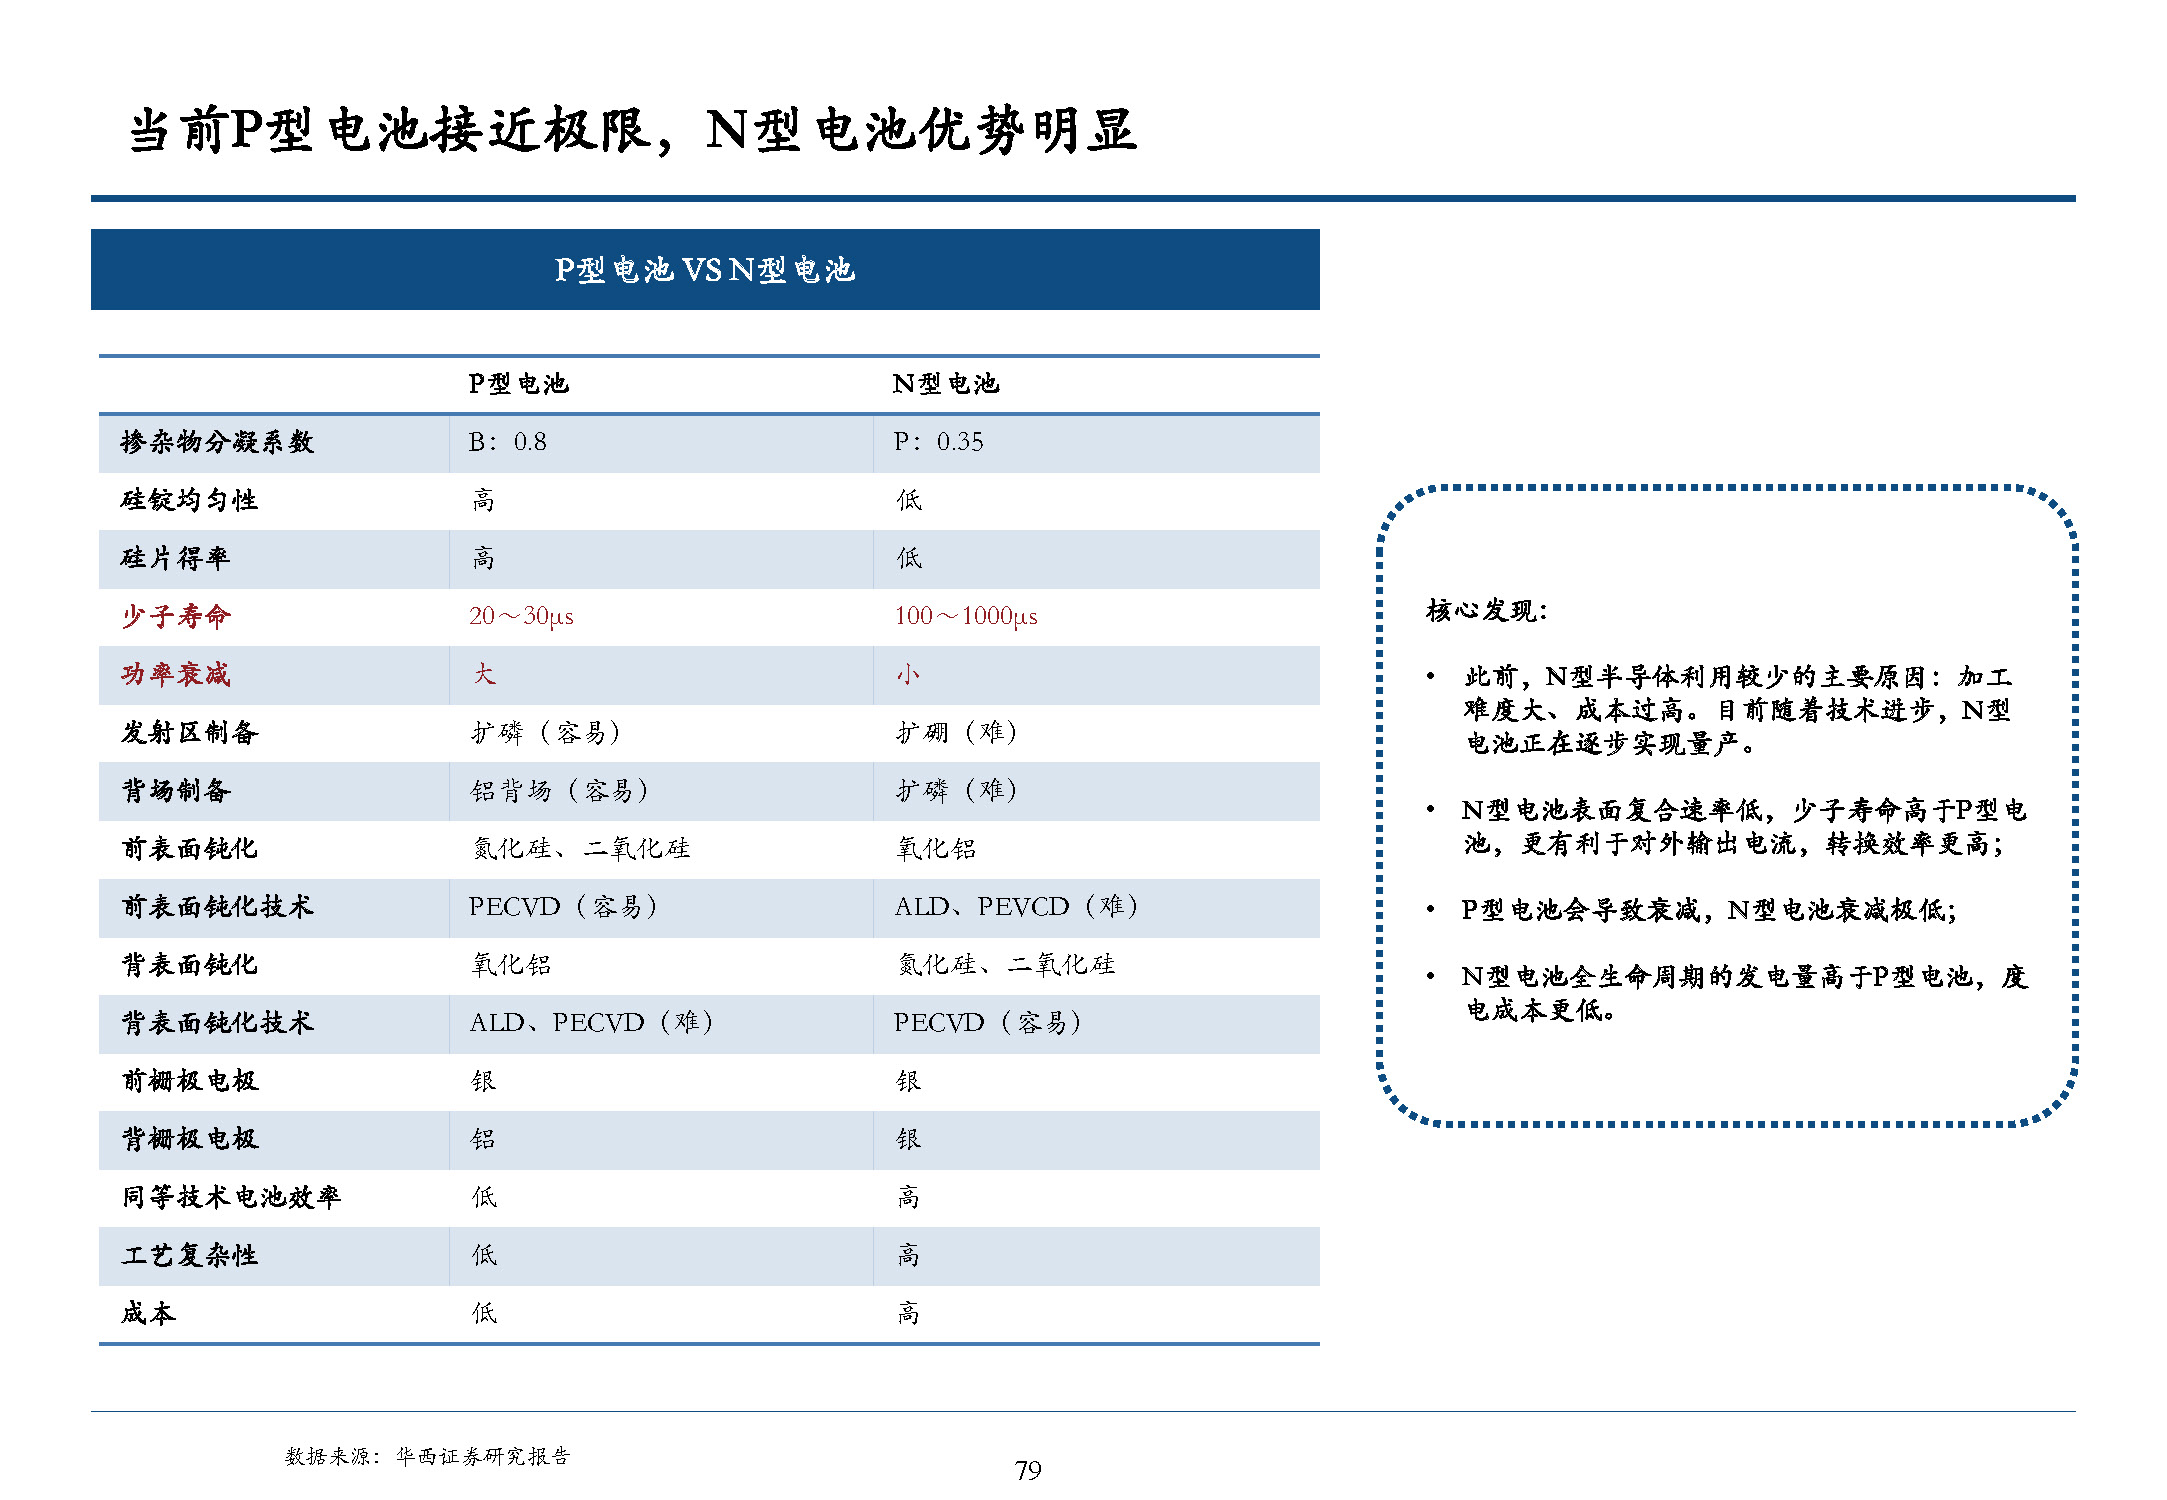 当前P型电池接近极限，N型电池优势明显
P型电池 VS N型电池
P型电池 N型电池
掺杂物分凝系数 B：0.8 P：0.35
硅锭均匀性 高 低
硅片得率 高 低
少子寿命 20～30μs 100～1000μs
功率衰减 大 小
发射区制备 扩磷（容易） 扩硼（难）
背场制备 铝背场（容易） 扩磷（难）
前表面钝化 氮化硅、二氧化硅 氧化铝
前表面钝化技术 PECVD（容易） ALD、PEVCD（难）
背表面钝化 氧化铝 氮化硅、二氧化硅
背表面钝化技术 ALD、PECVD（难） PECVD（容易）
前栅极电极 银 银
背栅极电极 铝 银
同等技术电池效率 低 高
工艺复杂性 低 高
成本 低 高
核心发现：
• 此前，N型半导体利用较少的主要原因：加工
难度大、成本过高。目前随着技术进步，N型
电池正在逐步实现量产。
• N型电池表面复合速率低，少子寿命高于P型电
池，更有利于对外输出电流，转换效率更高；
• P型电池会导致衰减，N型电池衰减极低；
• N型电池全生命周期的发电量高于P型电池，度
电成本更低。
数据来源：华西证券研究报告
79